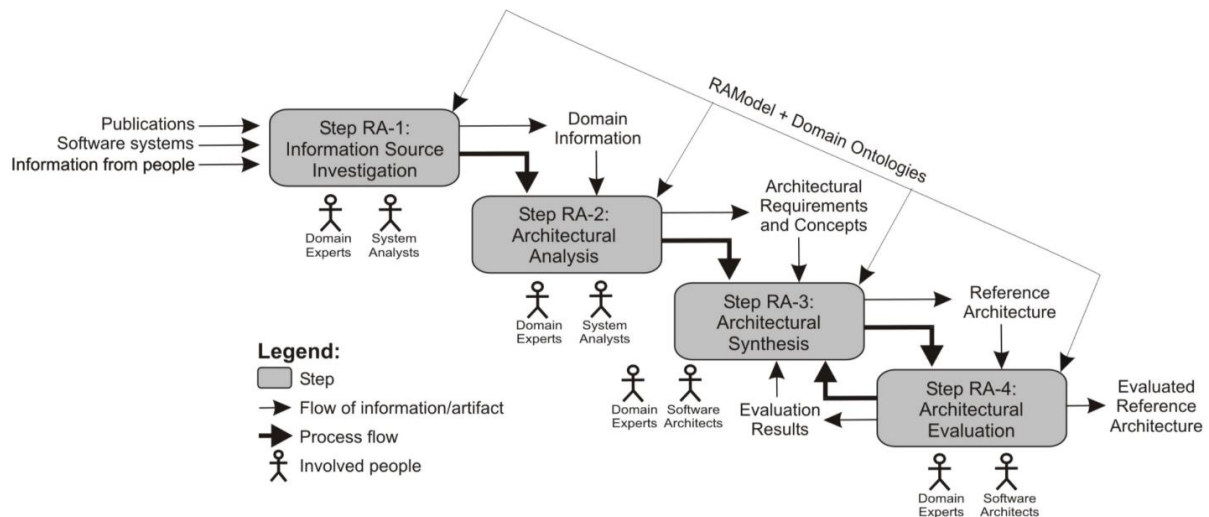 RAModel + Domain Ontologies
Publications
Software systems
Information from people
Step RA-1:
Information Source
Investigation
Domain
Information
Domain
Experts
System
Analysts
Step RA-2:
Architectural
Analysis
Architectural
Requirements
and Concepts
Domain
Experts
System
Analysts
Step RA-3:
Architectural
Synthesis
Reference
Architecture
Domain
Experts
Software
Architects
Evaluation
Results
Step RA-4:
Architectural
Evaluation
Evaluated
Reference
Architecture
Domain
Experts
Software
Architects
Legend:
Step
Flow of information/artifact
Process flow
Involved people